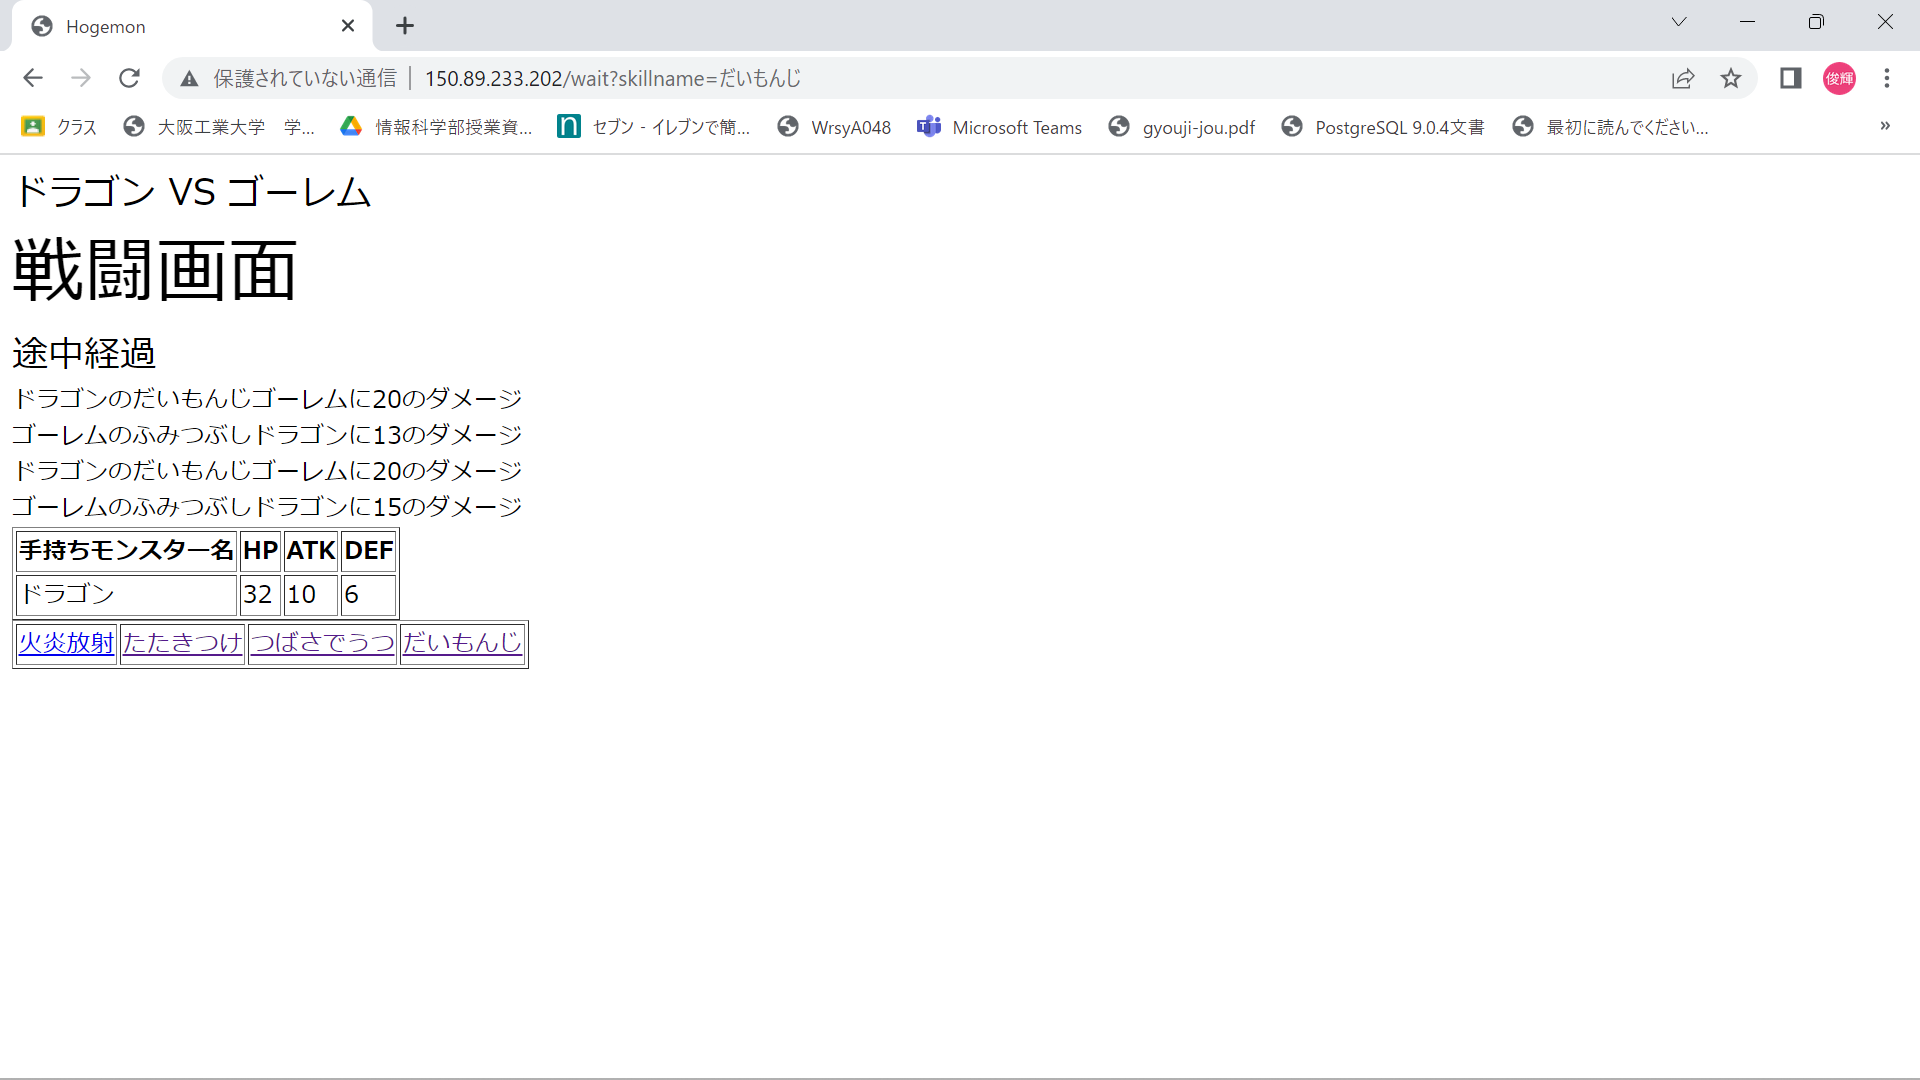 Hogemon
保護されていない通信 | 150.89.233.202/wait?skillname=だいもんじ
俊輝
クラス 大阪工業大学 学... 情報科学部授業資... セブン - イレブンで簡... WrsyA048 Microsoft Teams gyouji-jou.pdf PostgreSQL 9.0.4文書 最初に読んでください... »
ドラゴン VS ゴーレム
戦闘画面
途中経過
ドラゴンのだいもんじゴーレムに20のダメージ
ゴーレムのふみつぶしドラゴンに13のダメージ
ドラゴンのだいもんじゴーレムに20のダメージ
ゴーレムのふみつぶしドラゴンに15のダメージ
手持ちモンスター名 HP ATK DEF
ドラゴン 32 10 6
火炎放射 たたきつけ つばさでうつ だいもんじ